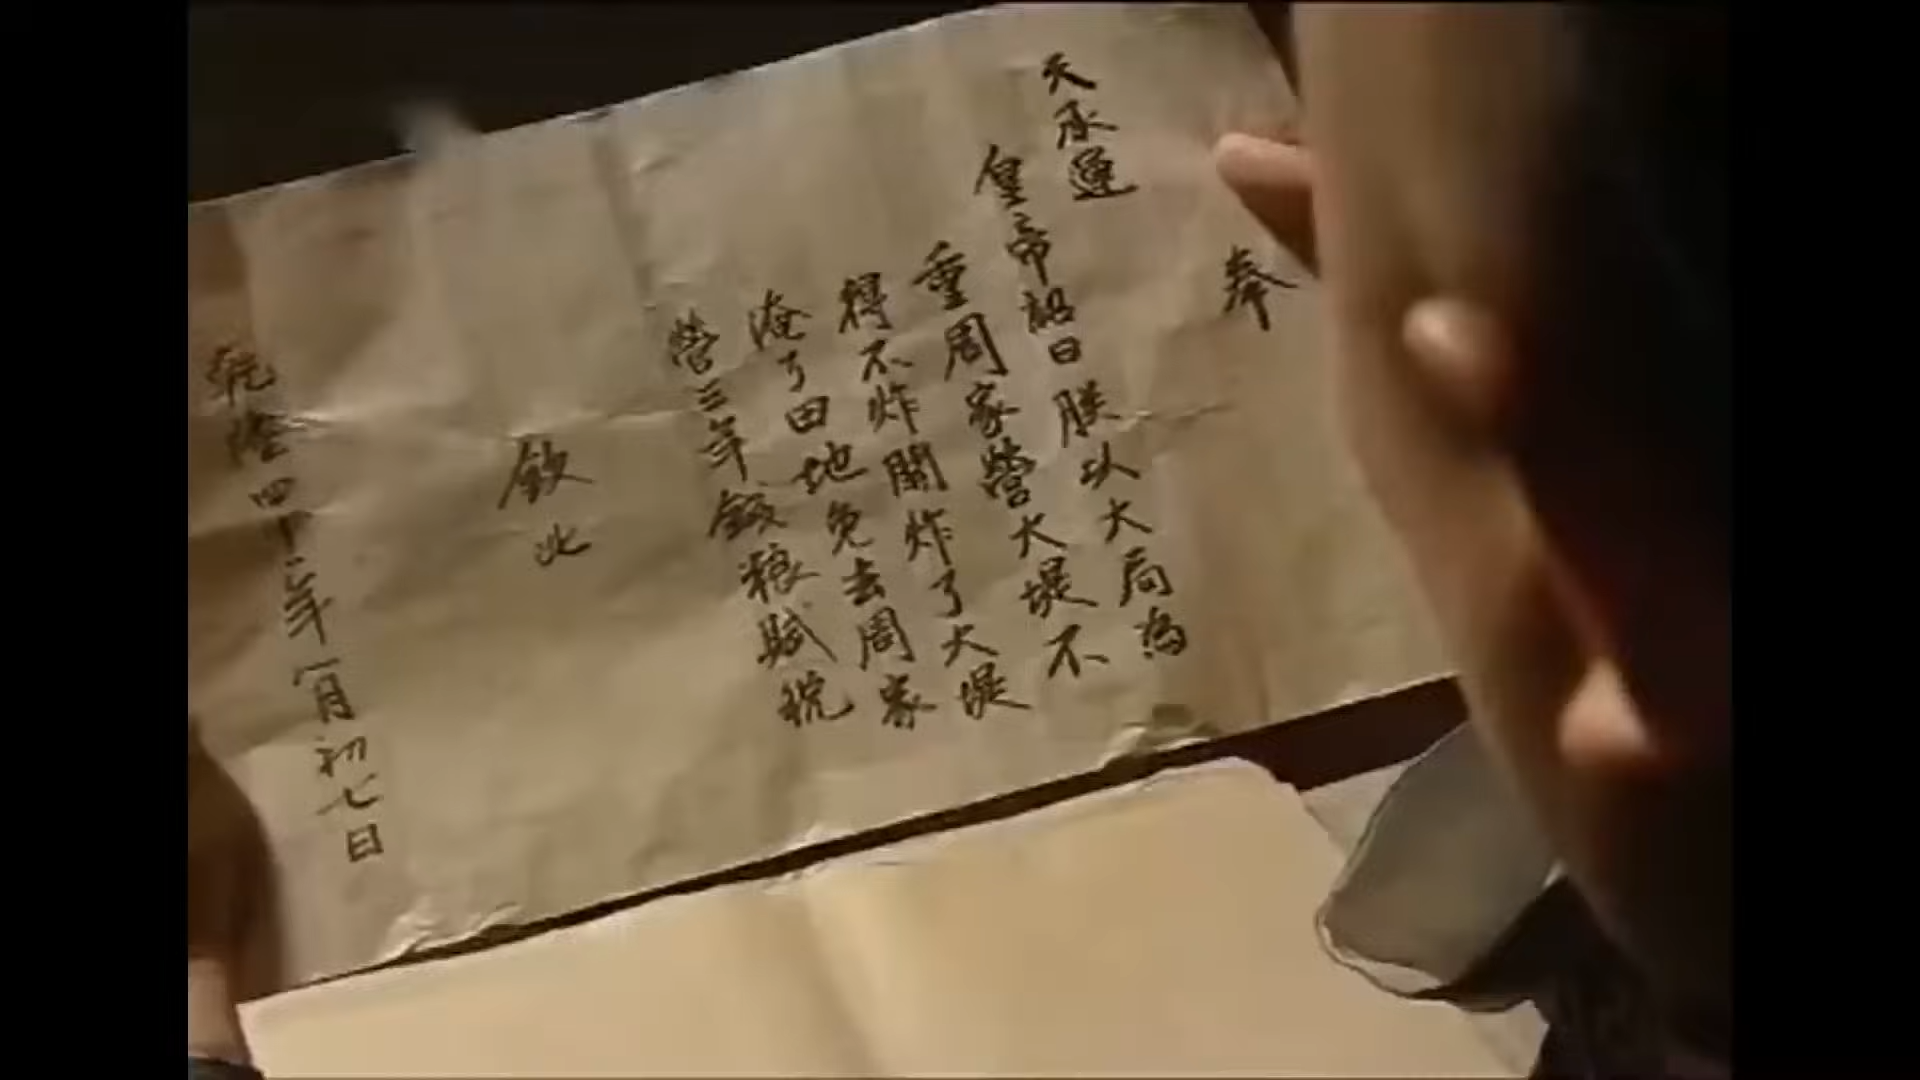 奉
天承運
皇帝詔曰朕以大局為
重周家營大堤不
得不炸開炸了大堤
淹了田地免去周家
營三年錢粮賦稅
欽此
乾隆四十二年八月初七日